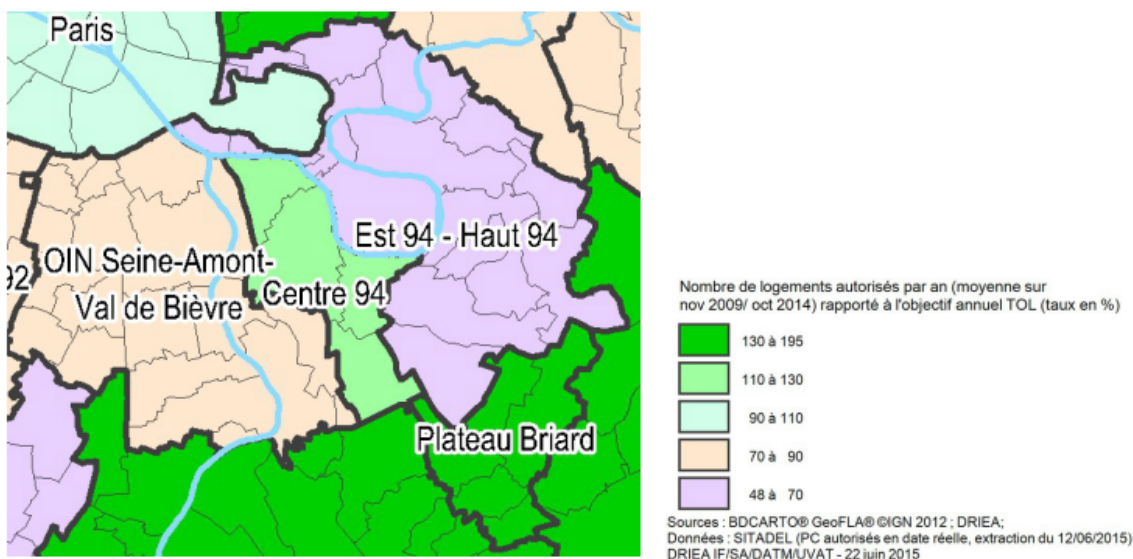 Paris
Est 94 - Haut 94
OIN Seine-Amont-
Val de Bièvre
92
Centre 94
Plateau Briard
Nombre de logements autorisés par an (moyenne sur
nov 2009/ oct 2014) rapporté à l'objectif annuel TOL (taux en %)
130 à 195
110 à 130
90 à 110
70 à 90
48 à 70
Sources : BDCARTO® GeoFLA® ©IGN 2012 ; DRIEA;
Données : SITADEL (PC autorisés en date réelle, extraction du 12/06/2015)
DRIEA IF/SA/DATM/UVAT - 22 juin 2015